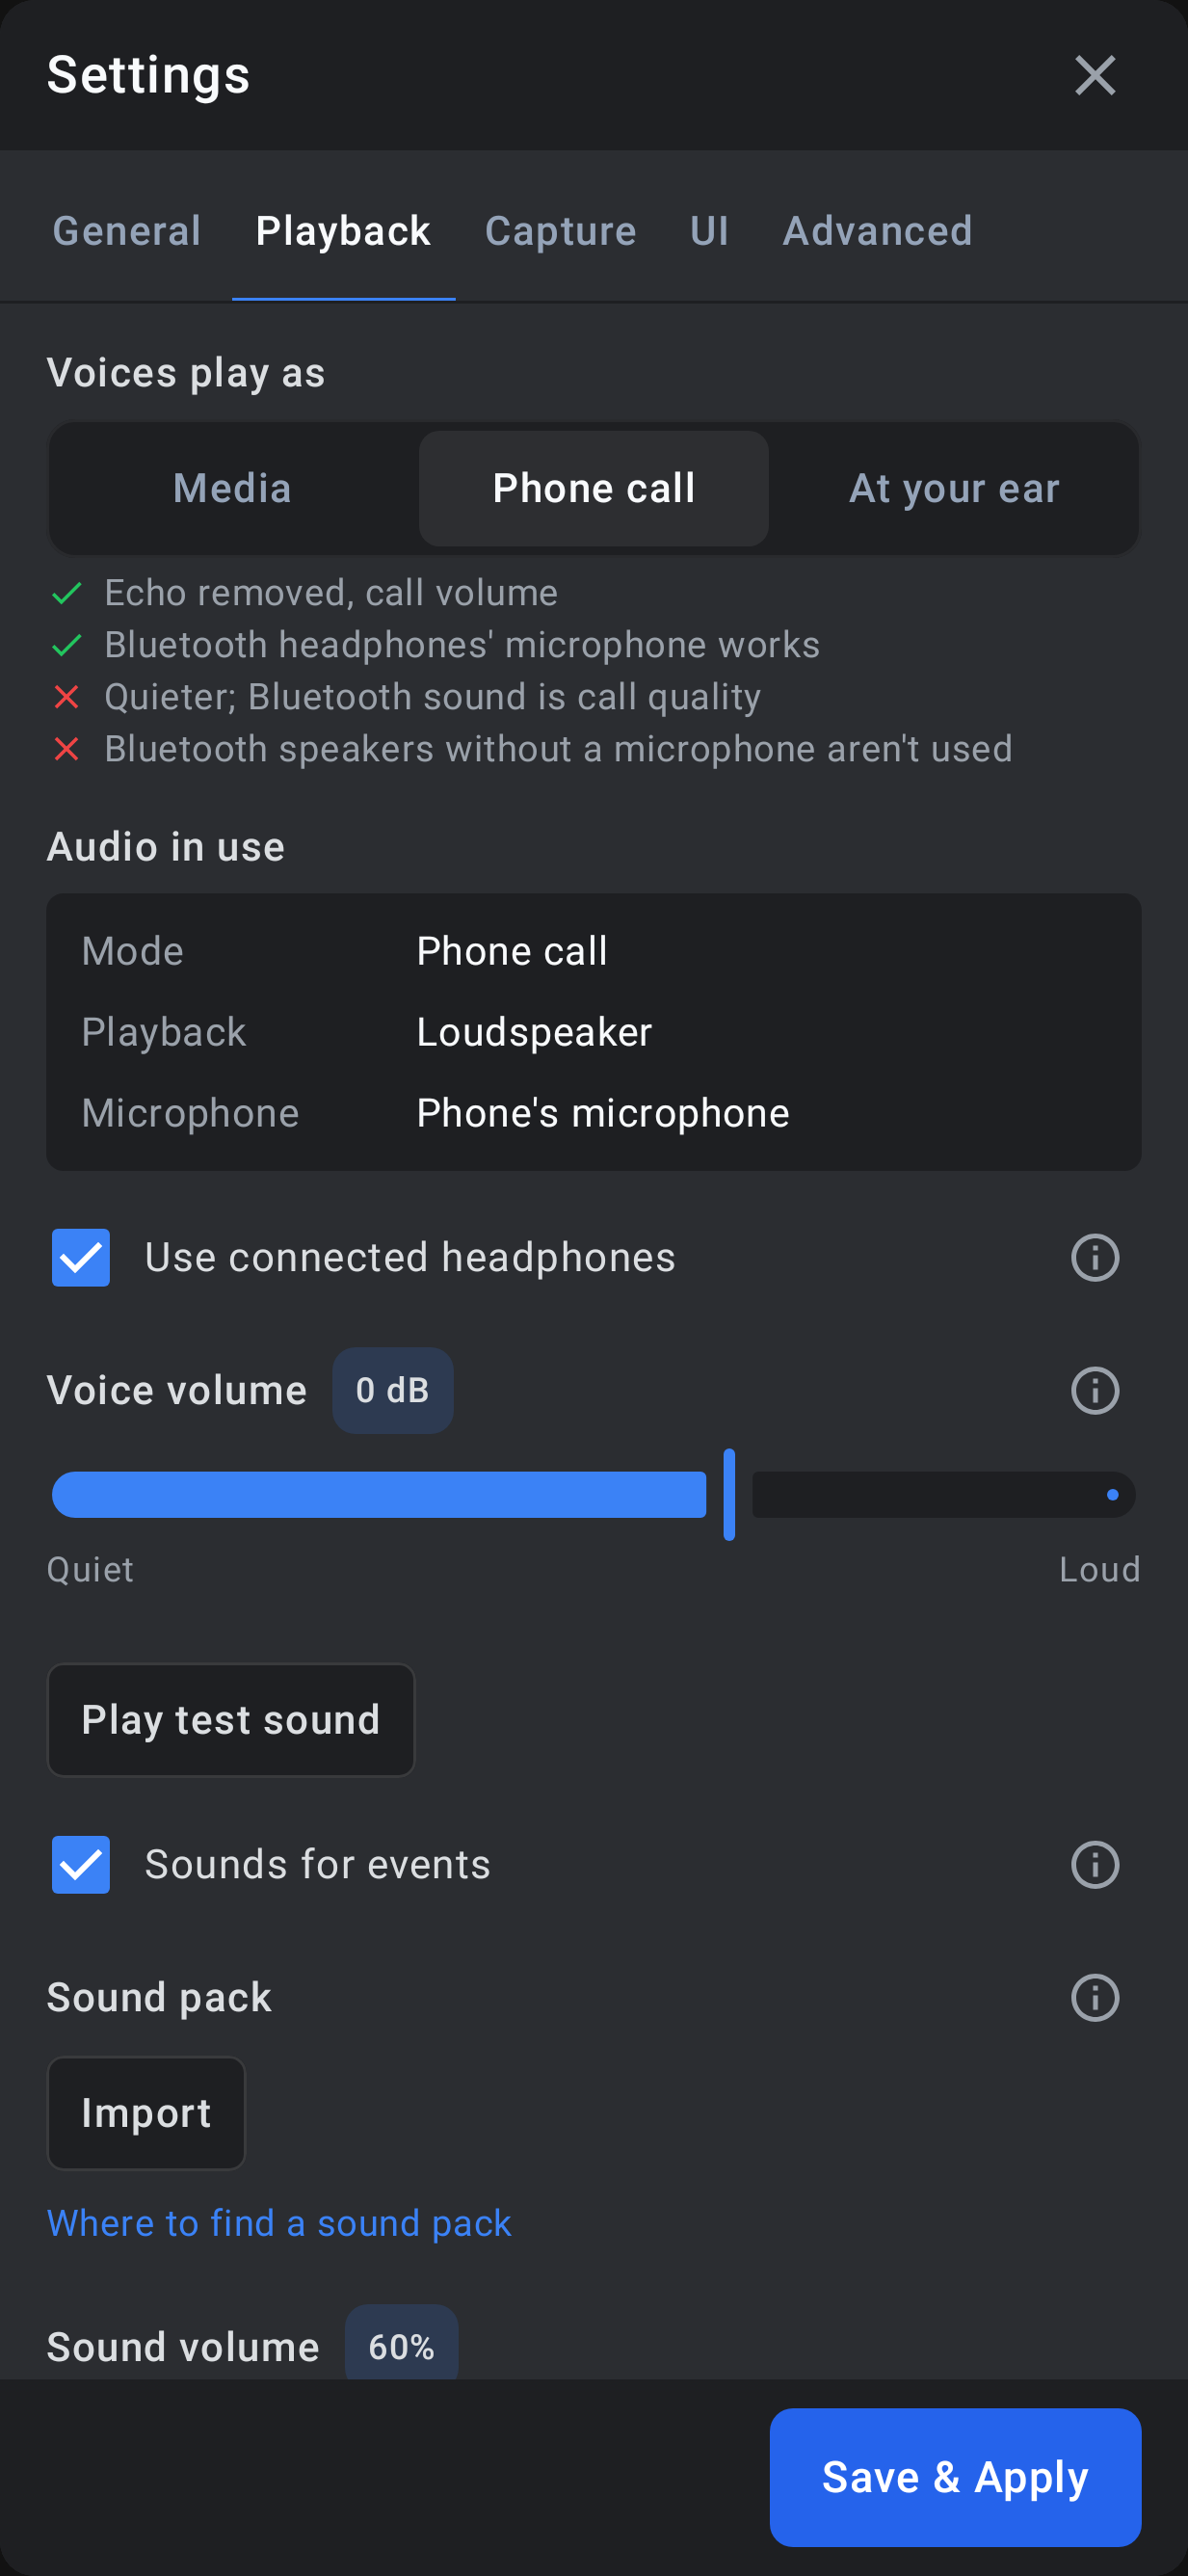 Settings
General Playback Capture UI Advanced
Voices play as
Media Phone call At your ear
Echo removed, call volume
Bluetooth headphones' microphone works
Quieter; Bluetooth sound is call quality
Bluetooth speakers without a microphone aren't used
Audio in use
Mode Phone call
Playback Loudspeaker
Microphone Phone's microphone
Use connected headphones
Voice volume 0 dB
Quiet Loud
Play test sound
Sounds for events
Sound pack
Import
Where to find a sound pack
Sound volume 60%
Save & Apply